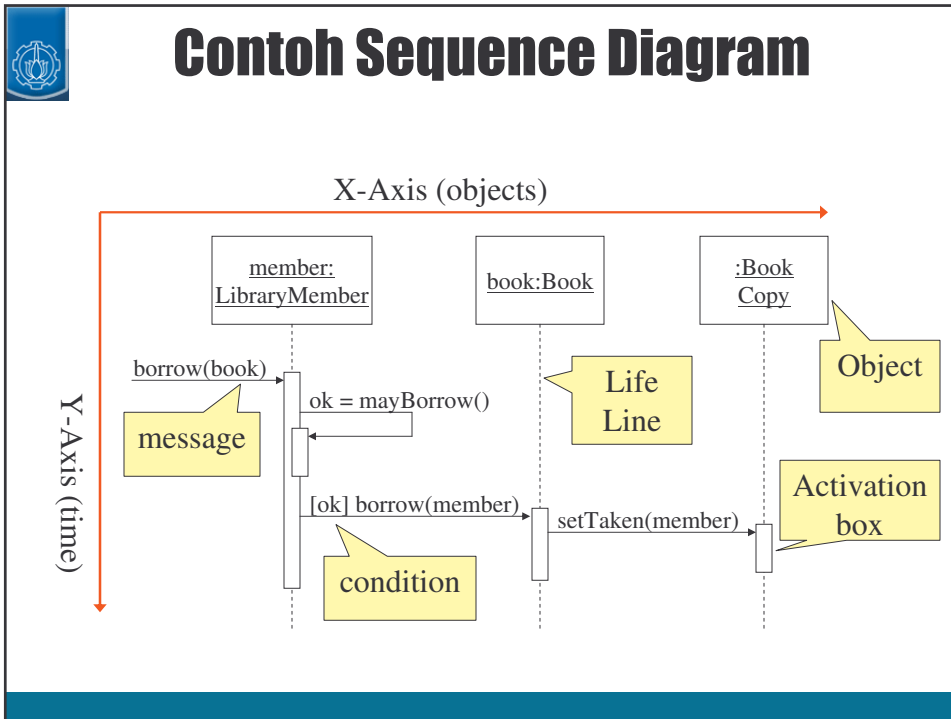 Contoh Sequence Diagram
X-Axis (objects)
member:
LibraryMember
book:Book
:Book
Copy
Object
borrow(book)
Life
Line
ok = mayBorrow()
message
Y-Axis (time)
Activation
box
[ok] borrow(member)
setTaken(member)
condition